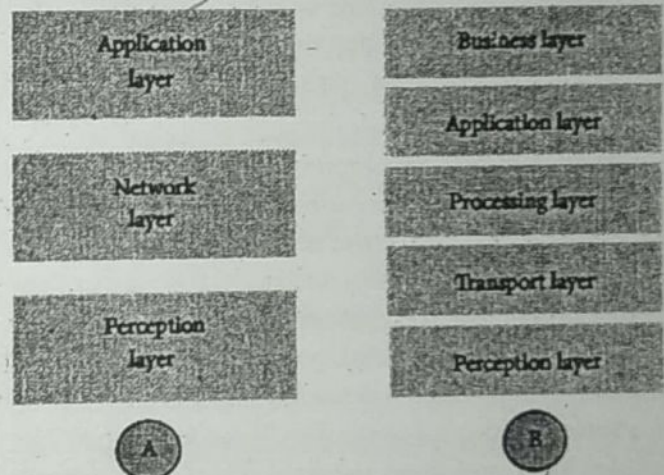 Application
layer
Network
layer
Perception
layer
A
Business layer
Application layer
Processing layer
Transport layer
Perception layer
B